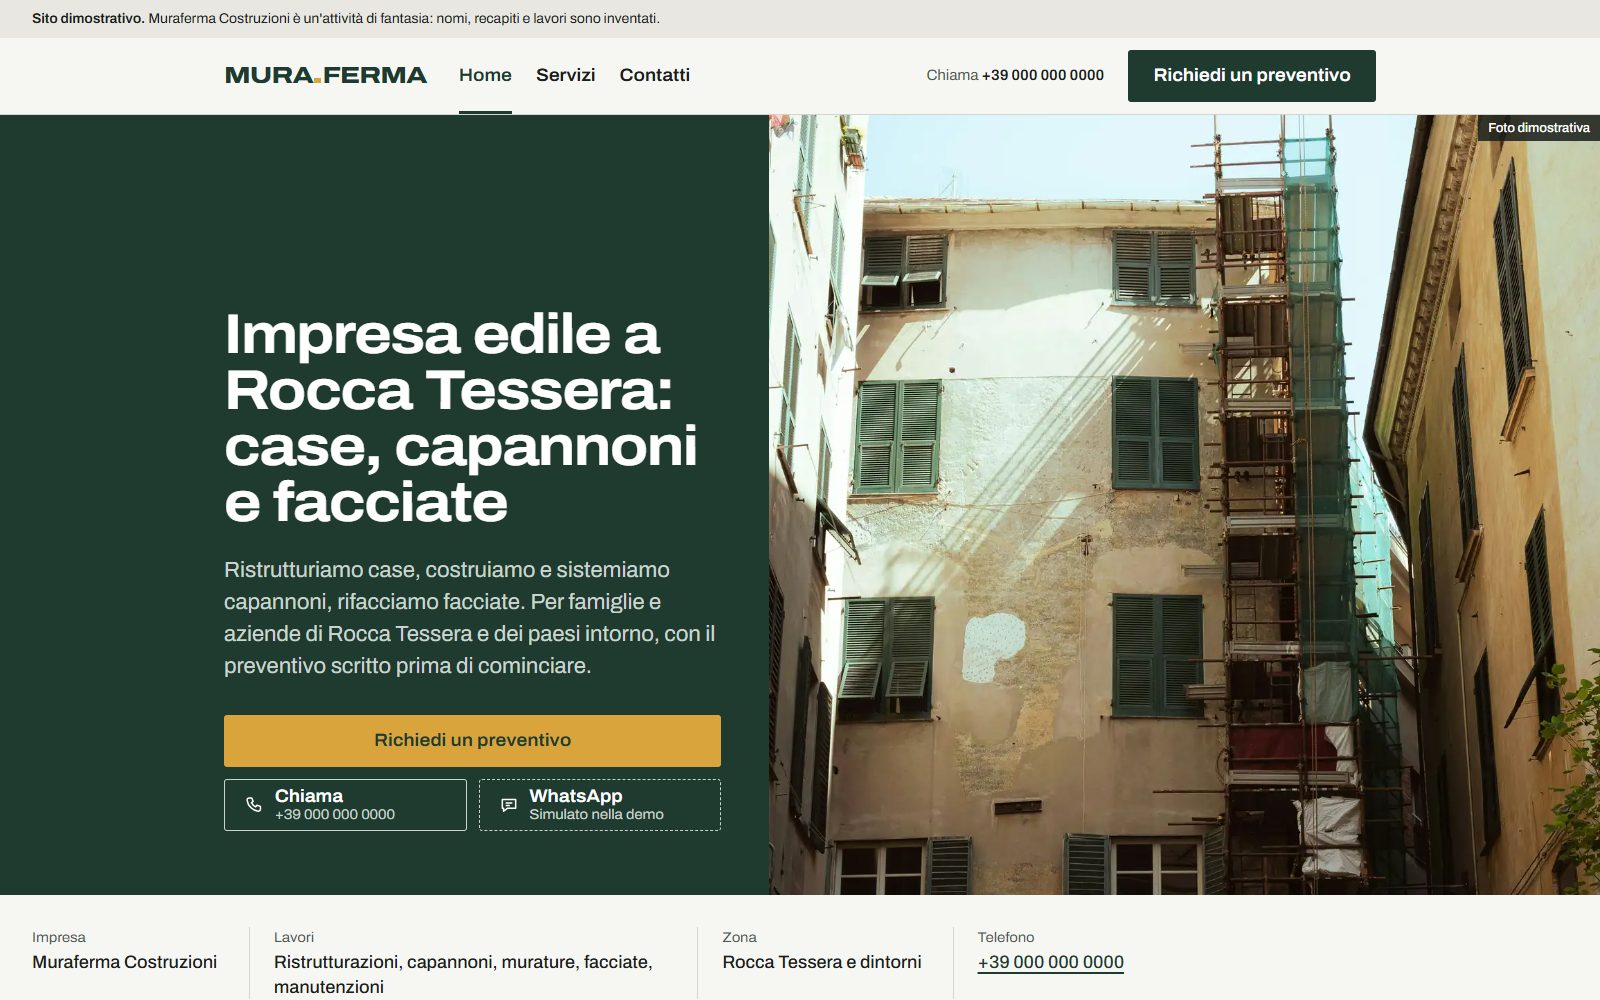 Sito dimostrativo. Muraferma Costruzioni è un'attività di fantasia: nomi, recapiti e lavori sono inventati.
MURA.FERMA
Home
Servizi
Contatti
Chiama +39 000 000 0000
Richiedi un preventivo
Foto dimostrativa
Impresa edile a
Rocca Tessera:
case, capannoni
e facciate
Ristrutturiamo case, costruiamo e sistemiamo
capannoni, rifacciamo facciate. Per famiglie e
aziende di Rocca Tessera e dei paesi intorno, con il
preventivo scritto prima di cominciare.
Richiedi un preventivo
Chiama
+39 000 000 0000
WhatsApp
Simulato nella demo
Impresa
Muraferma Costruzioni
Lavori
Ristrutturazioni, capannoni, murature, facciate,
manutenzioni
Zona
Rocca Tessera e dintorni
Telefono
+39 000 000 0000